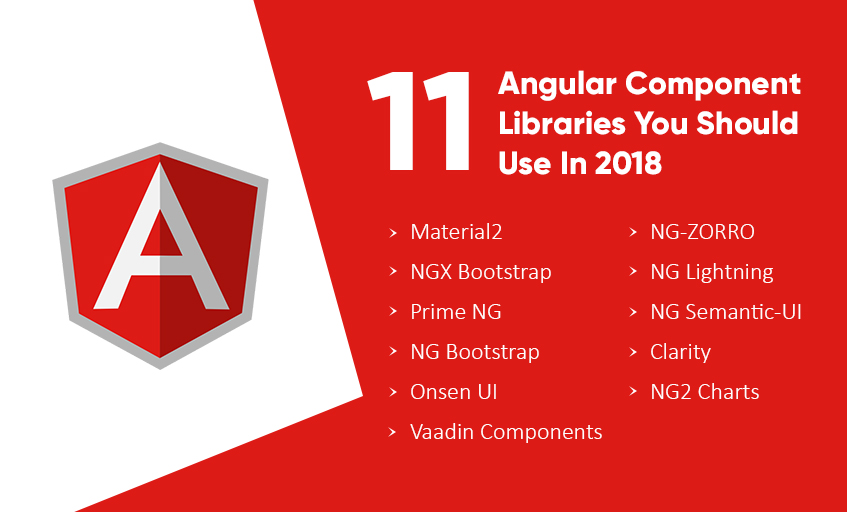 A
11
Angular Component
Libraries You Should
Use In 2018
Material2
NGX Bootstrap
Prime NG
NG Bootstrap
Onsen UI
Vaadin Components
NG-ZORRO
NG Lightning
NG Semantic-UI
Clarity
NG2 Charts